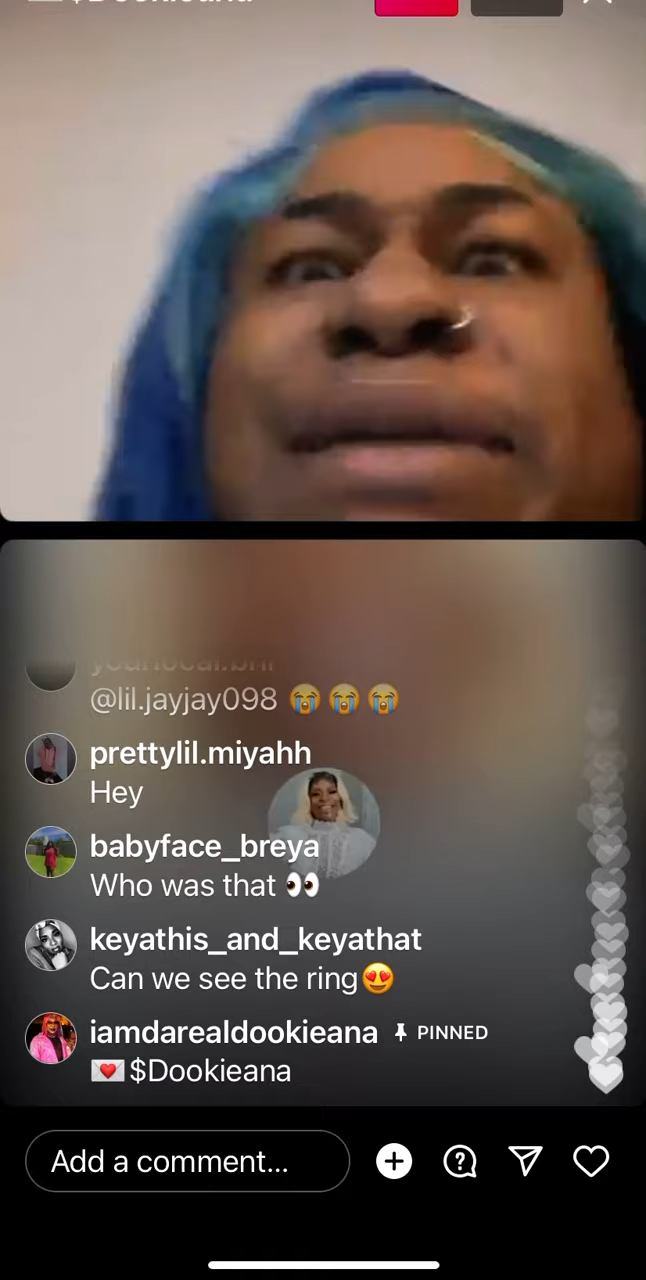 @lil.jayjay098 😭 😭 😭
prettylil.miyahh
Hey
babyface_breya
Who was that 👀
keyathis_and_keyathat
Can we see the ring😍
iamdarealdookieana PINNED
💌$Dookieana
Add a comment...